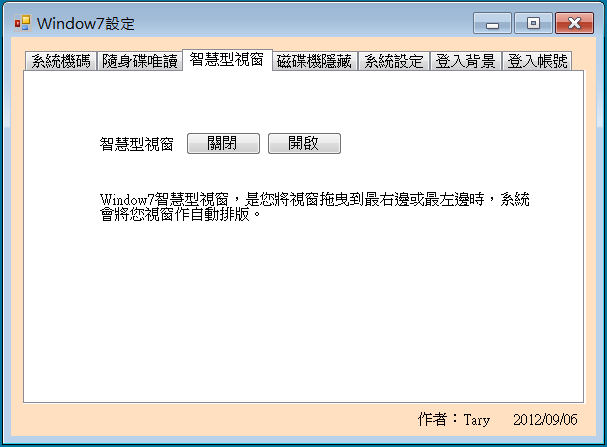 Window7設定
系統機碼 隨身碟唯讀 智慧型視窗 磁碟機隱藏 系統設定 登入背景 登入帳號
智慧型視窗 關閉 開啟
Window7智慧型視窗，是您將視窗拖曳到最右邊或最左邊時，系統
會將您視窗作自動排版。
作者：Tary 2012/09/06